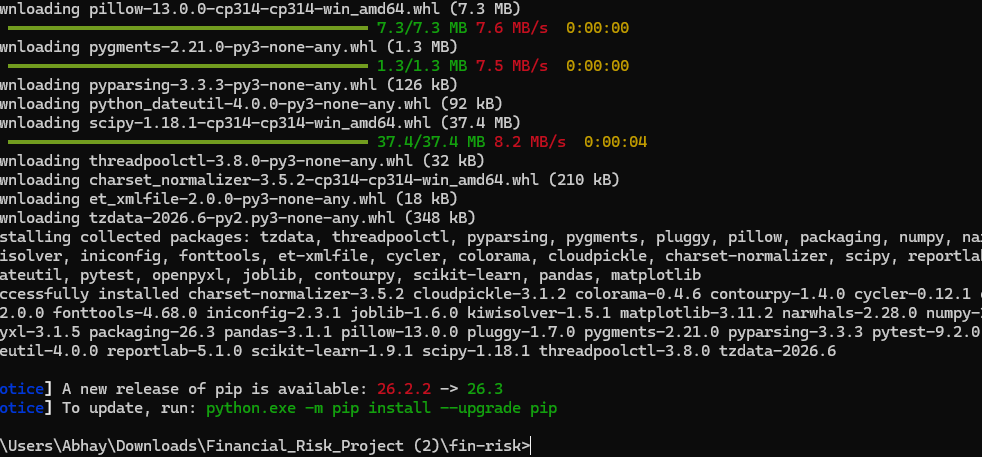 wnloading pillow-13.0.0-cp314-cp314-win_amd64.whl (7.3 MB)
7.3/7.3 MB 7.6 MB/s 0:00:00
wnloading pygments-2.21.0-py3-none-any.whl (1.3 MB)
1.3/1.3 MB 7.5 MB/s 0:00:00
wnloading pyparsing-3.3.3-py3-none-any.whl (126 kB)
wnloading python_dateutil-4.0.0-py3-none-any.whl (92 kB)
wnloading scipy-1.18.1-cp314-cp314-win_amd64.whl (37.4 MB)
37.4/37.4 MB 8.2 MB/s 0:00:04
wnloading threadpoolctl-3.8.0-py3-none-any.whl (32 kB)
wnloading charset_normalizer-3.5.2-cp314-cp314-win_amd64.whl (210 kB)
wnloading et_xmlfile-2.0.0-py3-none-any.whl (18 kB)
wnloading tzdata-2026.6-py2.py3-none-any.whl (348 kB)
stalling collected packages: tzdata, threadpoolctl, pyparsing, pygments, pluggy, pillow, packaging, numpy, nar
isolver, iniconfig, fonttools, et-xmlfile, cycler, colorama, cloudpickle, charset-normalizer, scipy, reportlab
ateutil, pytest, openpyxl, joblib, contourpy, scikit-learn, pandas, matplotlib
ccessfully installed charset-normalizer-3.5.2 cloudpickle-3.1.2 colorama-0.4.6 contourpy-1.4.0 cycler-0.12.1
2.0.0 fonttools-4.68.0 iniconfig-2.3.1 joblib-1.6.0 kiwisolver-1.5.1 matplotlib-3.11.2 narwhals-2.28.0 numpy-
yxl-3.1.5 packaging-26.3 pandas-3.1.1 pillow-13.0.0 pluggy-1.7.0 pygments-2.21.0 pyparsing-3.3.3 pytest-9.2.0
eutil-4.0.0 reportlab-5.1.0 scikit-learn-1.9.1 scipy-1.18.1 threadpoolctl-3.8.0 tzdata-2026.6
otice] A new release of pip is available: 26.2.2 -> 26.3
otice] To update, run: python.exe -m pip install --upgrade pip
\Users\Abhay\Downloads\Financial_Risk_Project (2)\fin-risk>